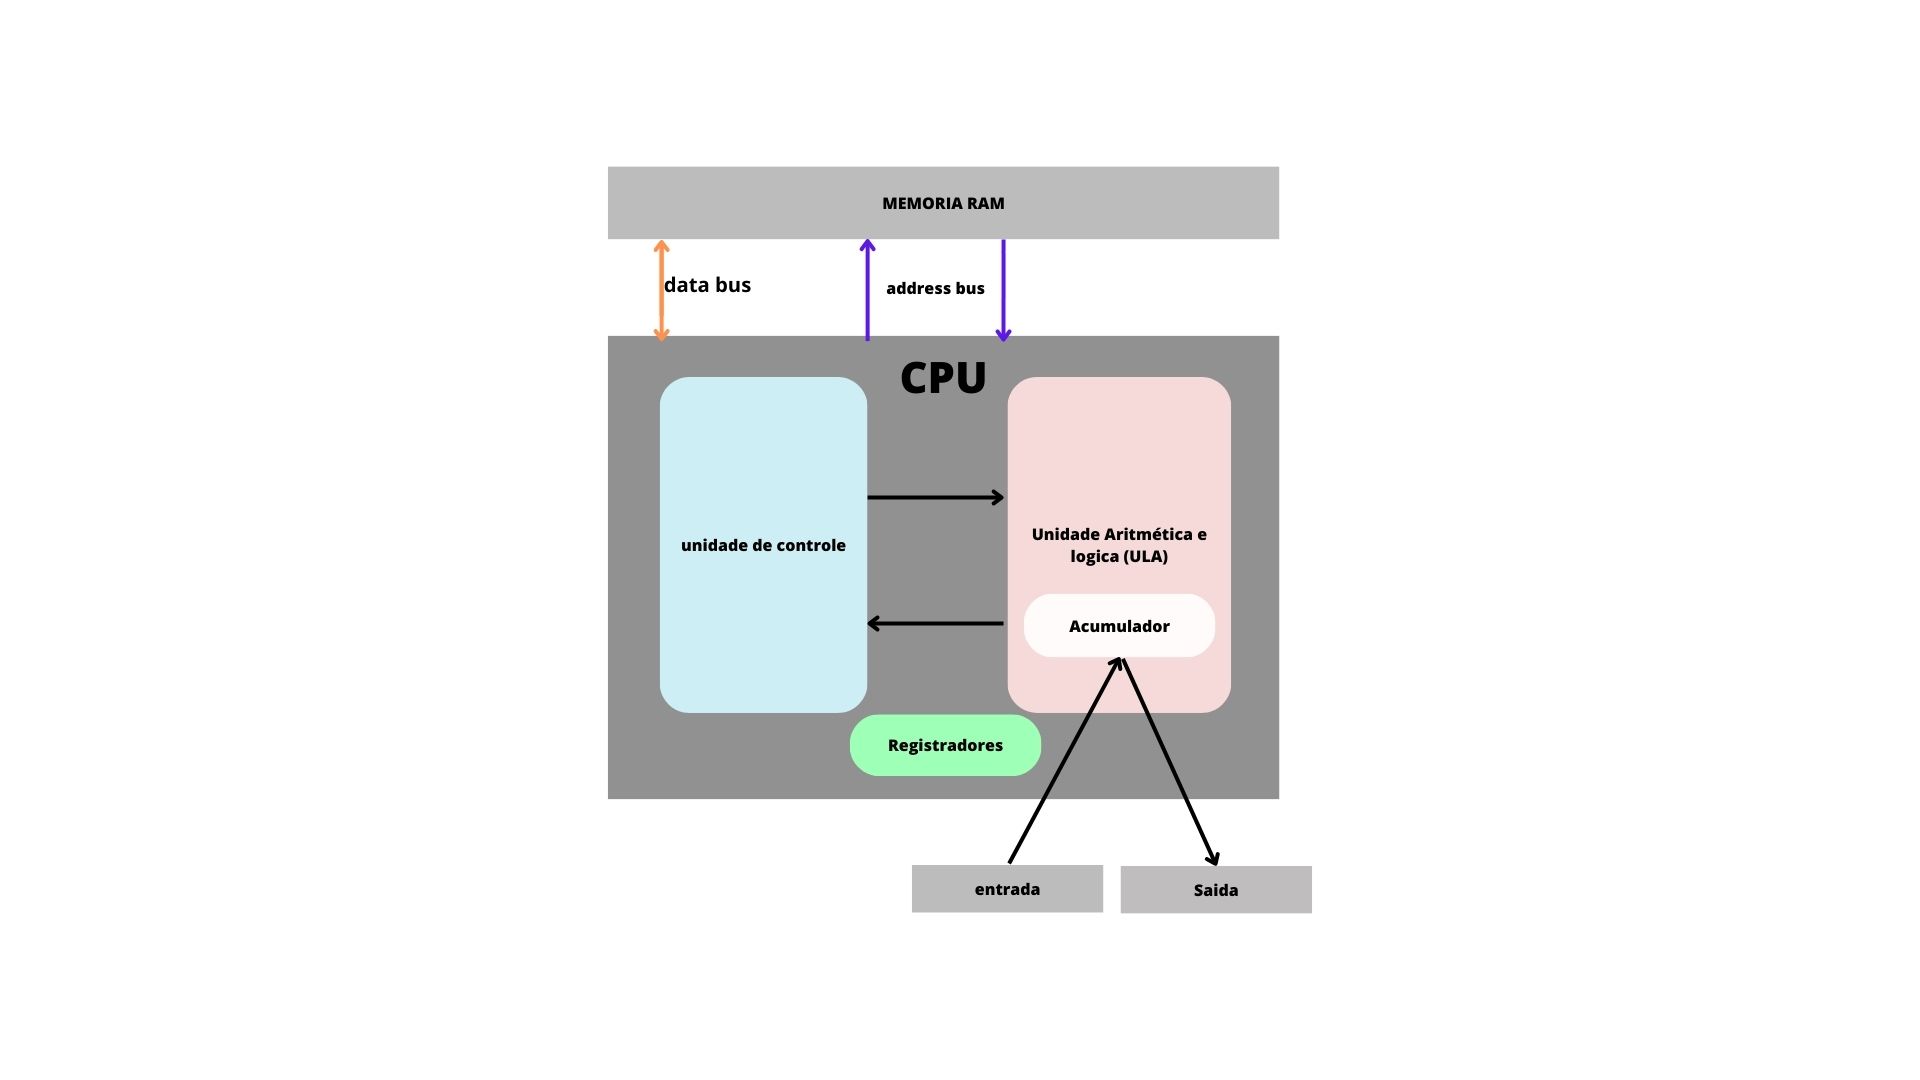 MEMORIA RAM
data bus
address bus
CPU
unidade de controle
Unidade Aritmética e
logica (ULA)
Acumulador
Registradores
entrada
Saida